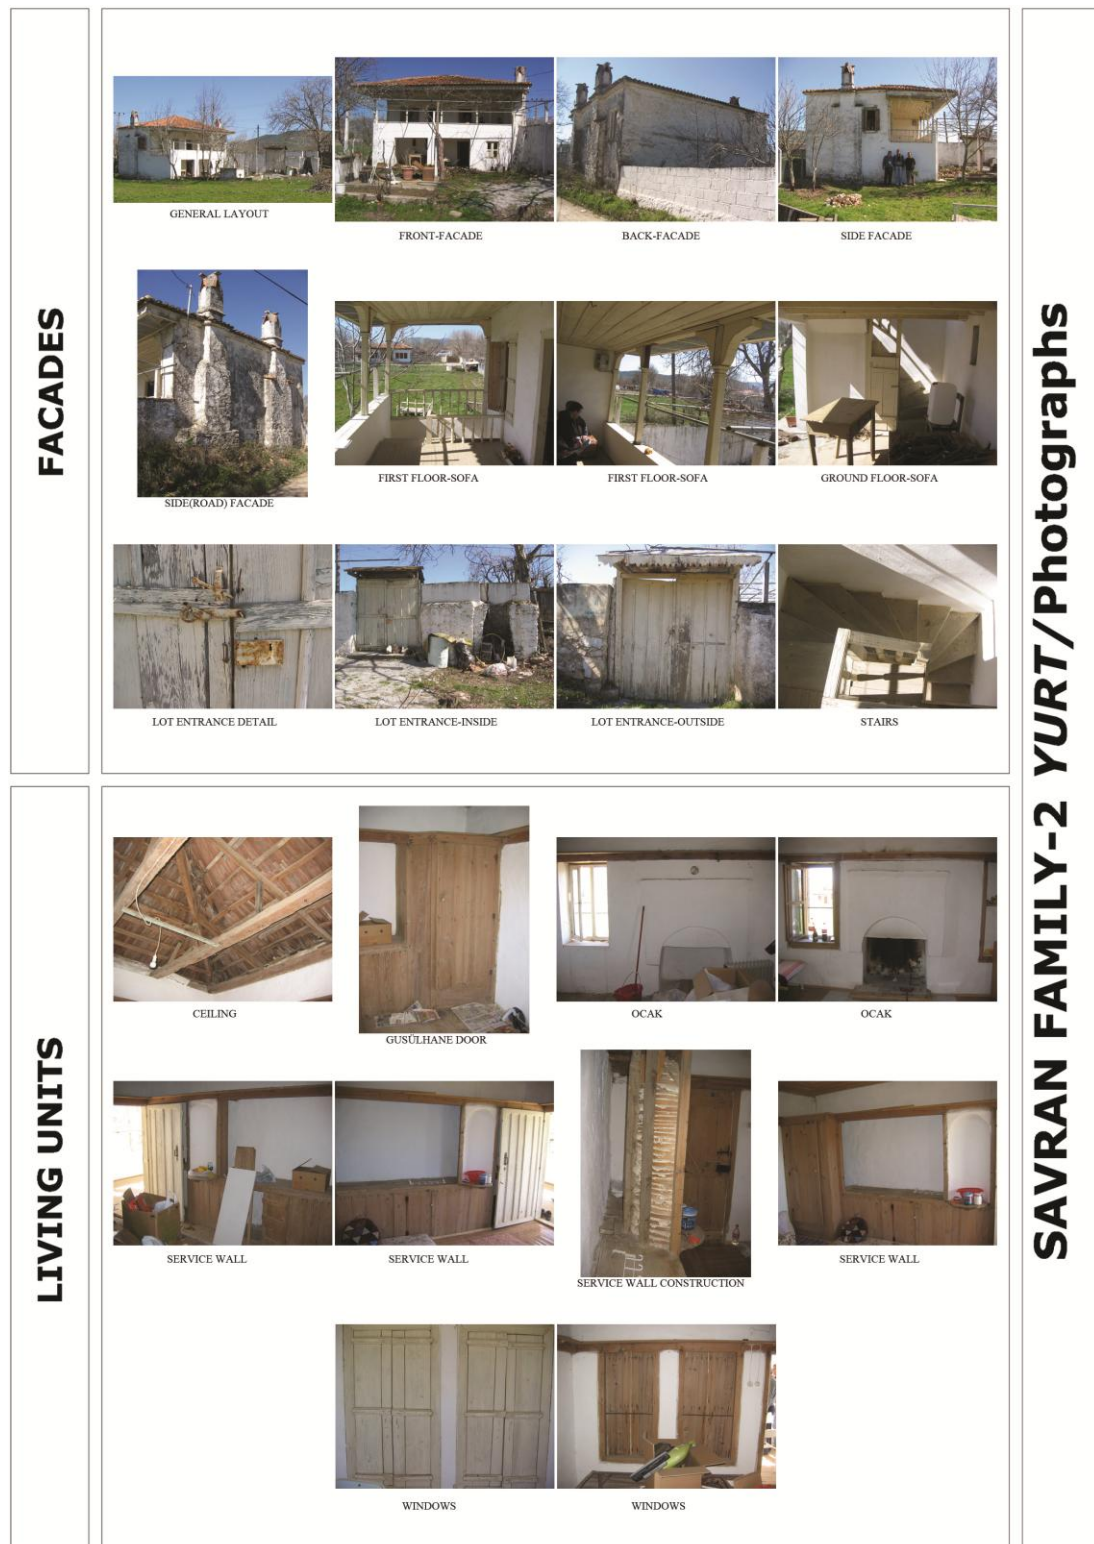 FACADES
GENERAL LAYOUT
FRONT-FACADE
BACK-FACADE
SIDE FACADE
SIDE(ROAD) FACADE
FIRST FLOOR-SOFA
FIRST FLOOR-SOFA
GROUND FLOOR-SOFA
LOT ENTRANCE DETAIL
LOT ENTRANCE-INSIDE
LOT ENTRANCE-OUTSIDE
STAIRS
LIVING UNITS
CEILING
GUSÜLHANE DOOR
OCAK
OCAK
SERVICE WALL
SERVICE WALL
SERVICE WALL CONSTRUCTION
SERVICE WALL
WINDOWS
WINDOWS
SAVRAN FAMILY-2 YURT/Photographs